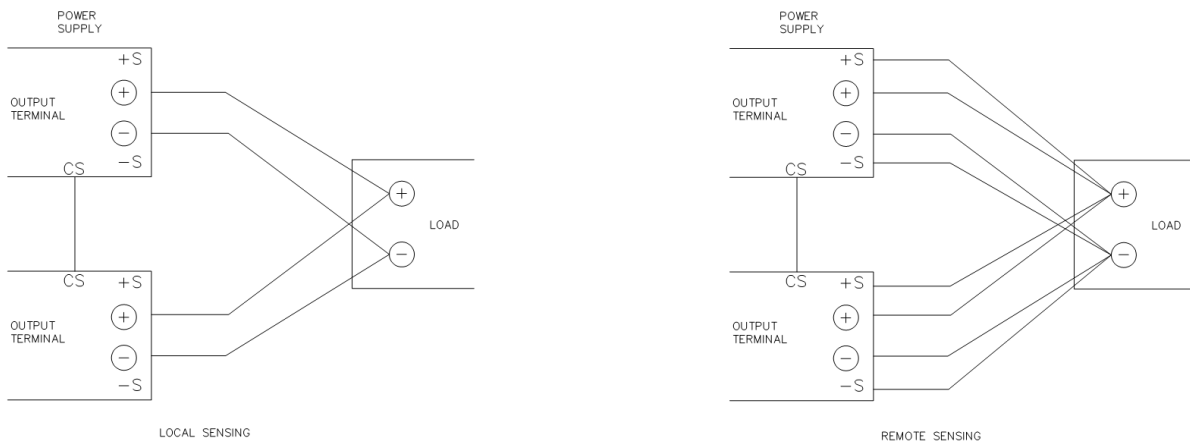 POWER
SUPPLY
+S
+
OUTPUT
TERMINAL
−
−S
CS
CS
+S
+
OUTPUT
TERMINAL
−
−S
+
LOAD
−
LOCAL SENSING
POWER
SUPPLY
+S
+
OUTPUT
TERMINAL
−
−S
CS
CS
+S
+
OUTPUT
TERMINAL
−
−S
+
LOAD
−
REMOTE SENSING